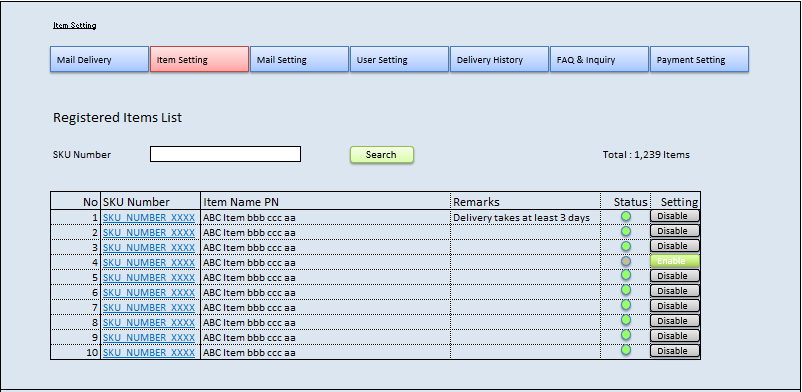 Item Setting
Mail Delivery Item Setting Mail Setting User Setting Delivery History FAQ & Inquiry Payment Setting
Registered Items List
SKU Number Search Total : 1,239 Items
No SKU Number Item Name PN Remarks Status Setting
1 SKU_NUMBER_XXXX ABC Item bbb ccc aa Delivery takes at least 3 days Disable
2 SKU_NUMBER_XXXX ABC Item bbb ccc aa Disable
3 SKU_NUMBER_XXXX ABC Item bbb ccc aa Disable
4 SKU_NUMBER_XXXX ABC Item bbb ccc aa Enable
5 SKU_NUMBER_XXXX ABC Item bbb ccc aa Disable
6 SKU_NUMBER_XXXX ABC Item bbb ccc aa Disable
7 SKU_NUMBER_XXXX ABC Item bbb ccc aa Disable
8 SKU_NUMBER_XXXX ABC Item bbb ccc aa Disable
9 SKU_NUMBER_XXXX ABC Item bbb ccc aa Disable
10 SKU_NUMBER_XXXX ABC Item bbb ccc aa Disable